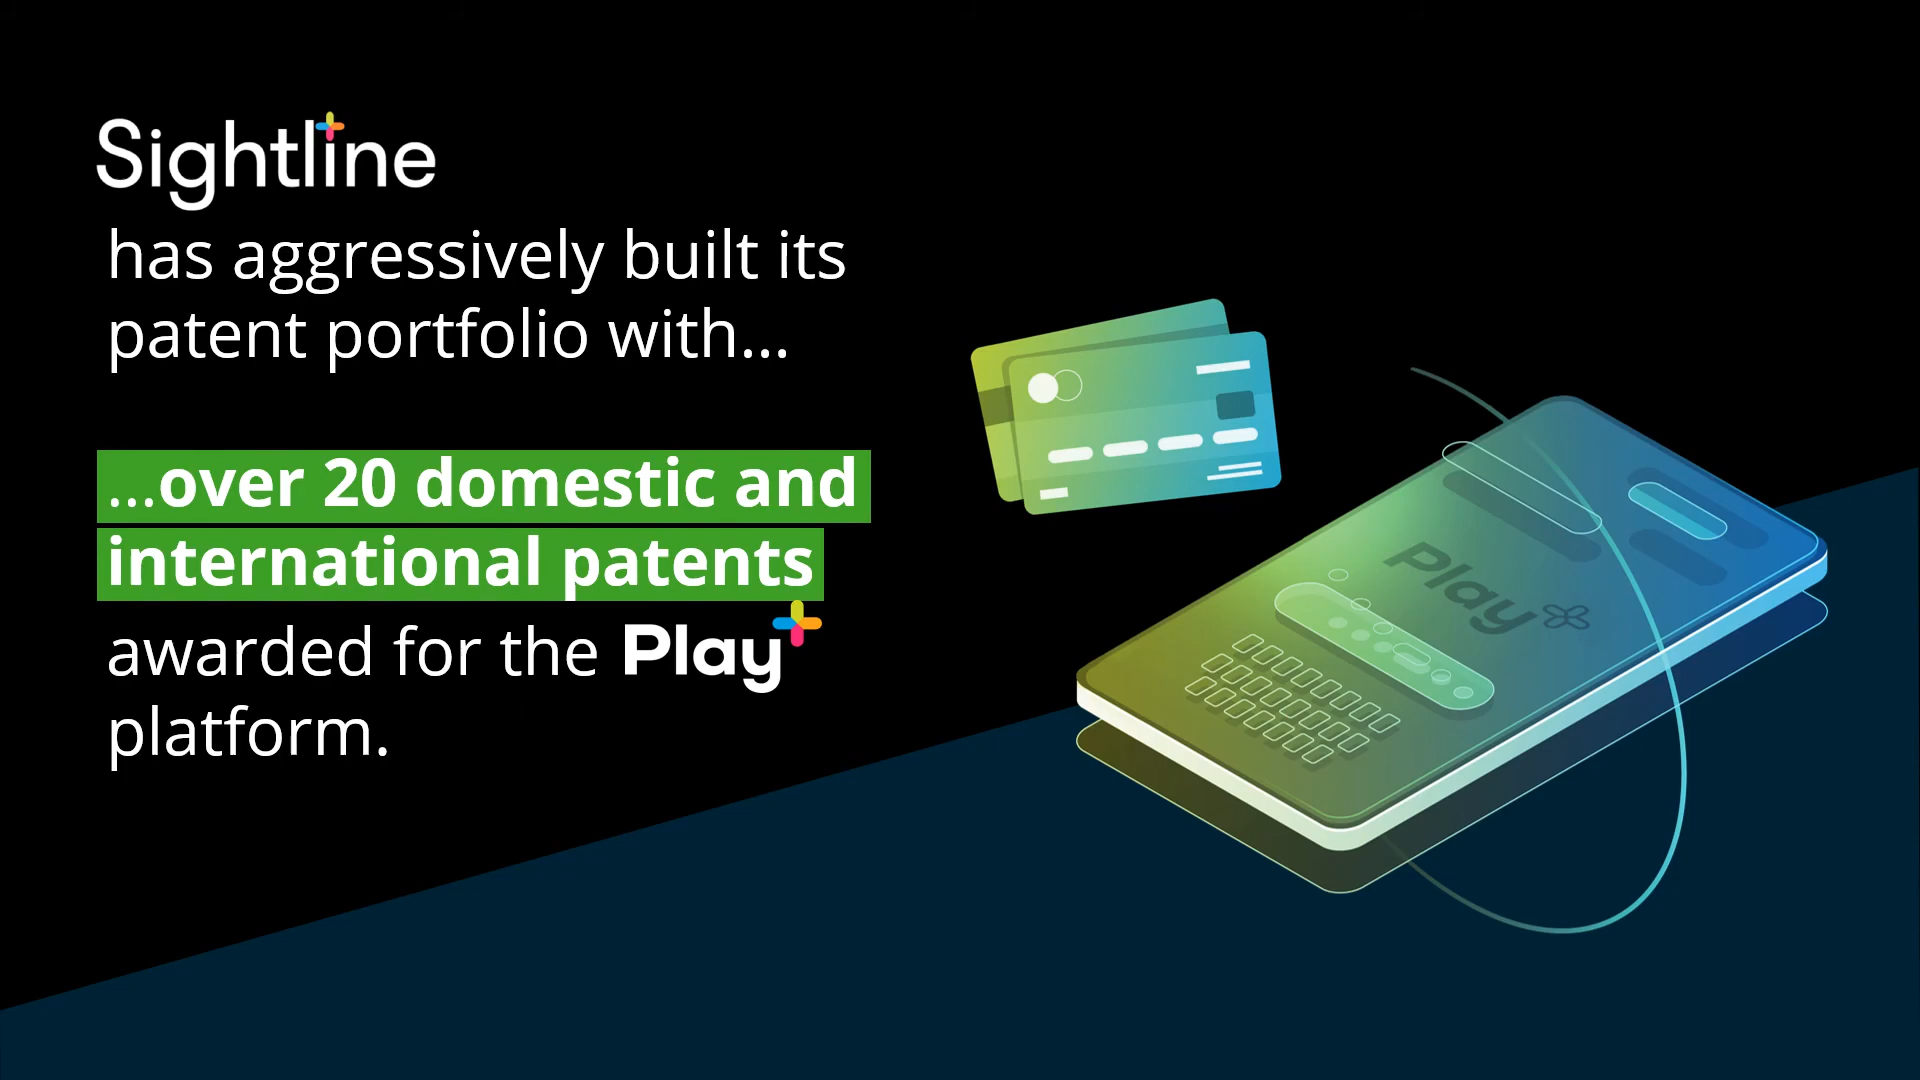 Sightline
has aggressively built its
patent portfolio with...
...over 20 domestic and
international patents
awarded for the Play+
platform.
Play+